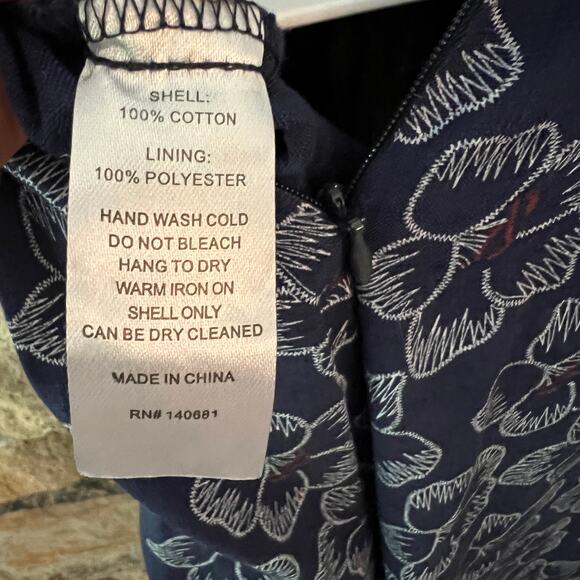 SHELL:
100% COTTON
LINING:
100% POLYESTER
HAND WASH COLD
DO NOT BLEACH
HANG TO DRY
WARM IRON ON
SHELL ONLY
CAN BE DRY CLEANED
MADE IN CHINA
RN# 140681